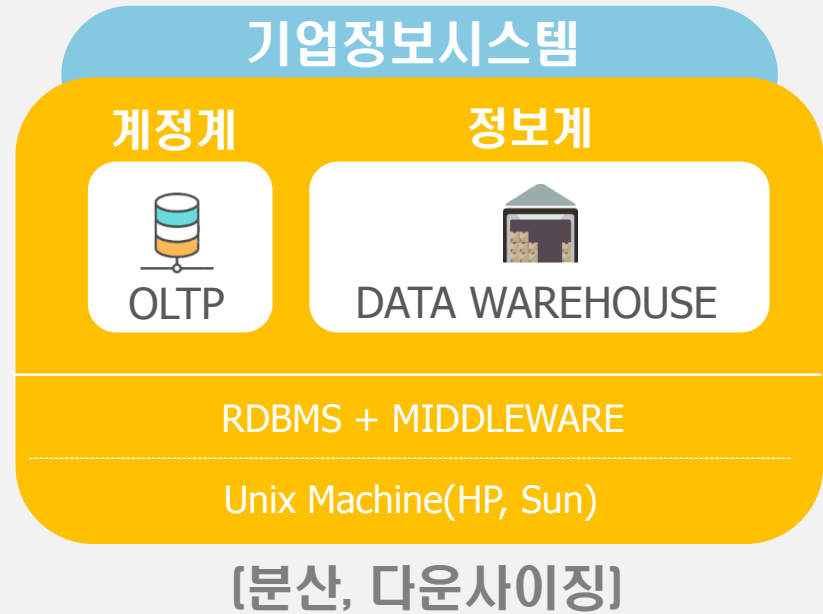 기업정보시스템
계정계
정보계
OLTP
DATA WAREHOUSE
RDBMS + MIDDLEWARE
Unix Machine(HP, Sun)
(분산, 다운사이징)